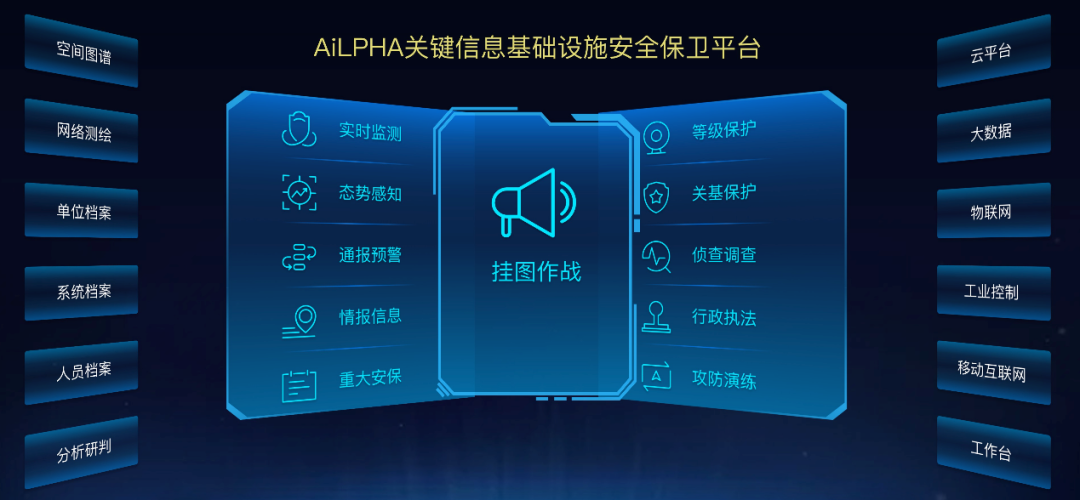 AiLPHA关键信息基础设施安全保卫平台
空间图谱
网络测绘
单位档案
系统档案
人员档案
分析研判
实时监测
态势感知
通报预警
情报信息
重大安保
挂图作战
等级保护
关基保护
侦查调查
行政执法
攻防演练
云平台
大数据
物联网
工业控制
移动互联网
工作台